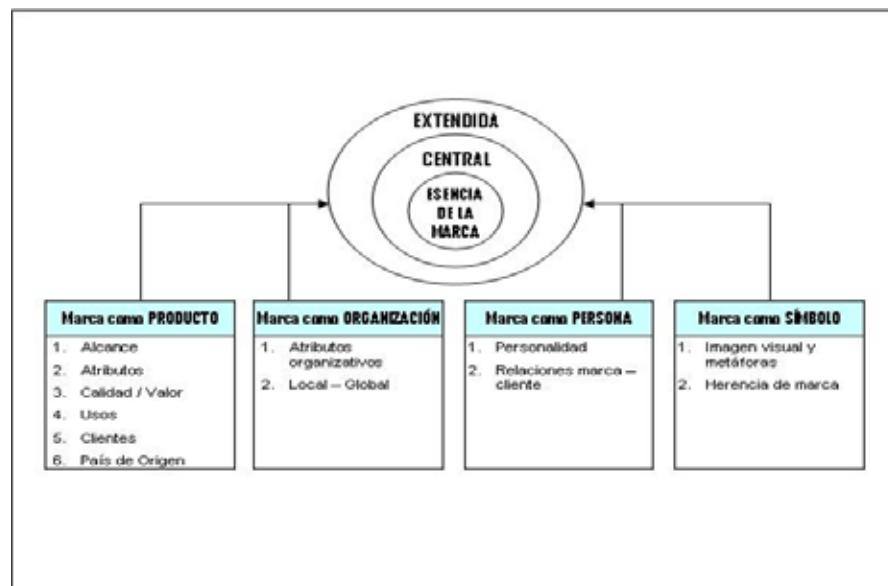 EXTENDIDA
CENTRAL
ESENCIA
DE LA
MARCA
Marca como PRODUCTO
1. Alcance
2. Atributos
3. Calidad / Valor
4. Usos
5. Clientes
6. País de Origen
Marca como ORGANIZACIÓN
1. Atributos
organizativos
2. Local – Global
Marca como PERSONA
1. Personalidad
2. Relaciones marca –
cliente
Marca como SÍMBOLO
1. Imagen visual y
metáforas
2. Herencia de marca